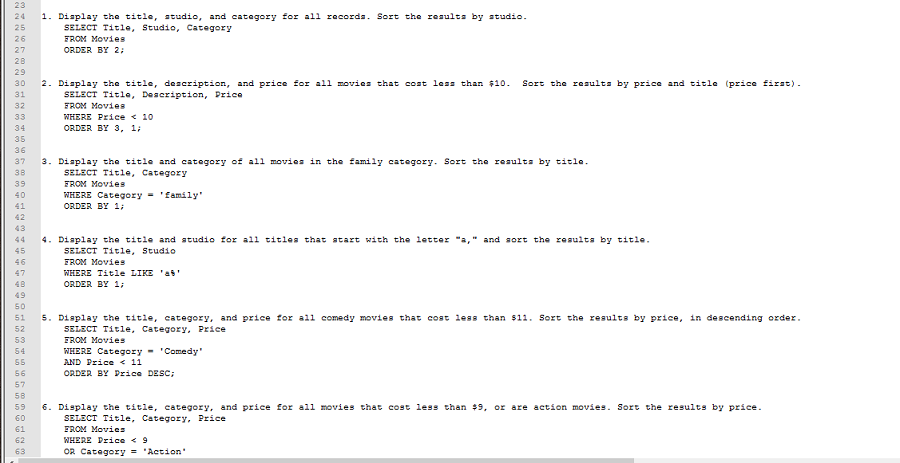 23
24 1. Display the title, studio, and category for all records. Sort the results by studio.
25 SELECT Title, Studio, Category
26 FROM Movies
27 ORDER BY 2;
28
29
30 2. Display the title, description, and price for all movies that cost less than $10. Sort the results by price and title (price first).
31 SELECT Title, Description, Price
32 FROM Movies
33 WHERE Price < 10
34 ORDER BY 3, 1;
35
36
37 3. Display the title and category of all movies in the family category. Sort the results by title.
38 SELECT Title, Category
39 FROM Movies
40 WHERE Category = 'family'
41 ORDER BY 1;
42
43
44 4. Display the title and studio for all titles that start with the letter "a," and sort the results by title.
45 SELECT Title, Studio
46 FROM Movies
47 WHERE Title LIKE 'a%'
48 ORDER BY 1;
49
50
51 5. Display the title, category, and price for all comedy movies that cost less than $11. Sort the results by price, in descending order.
52 SELECT Title, Category, Price
53 FROM Movies
54 WHERE Category = 'Comedy'
55 AND Price < 11
56 ORDER BY Price DESC;
57
58
59 6. Display the title, category, and price for all movies that cost less than $9, or are action movies. Sort the results by price.
60 SELECT Title, Category, Price
61 FROM Movies
62 WHERE Price < 9
63 OR Category = 'Action'